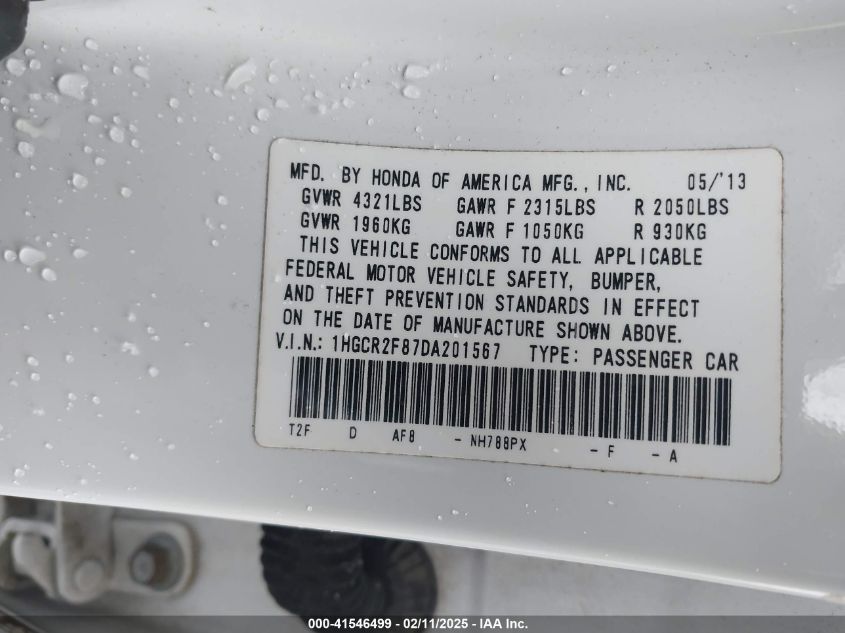 MFD. BY HONDA OF AMERICA MFG., INC. 05/'13
GVWR 4321LBS GAWR F 2315LBS R 2050LBS
GVWR 1960KG GAWR F 1050KG R 930KG
THIS VEHICLE CONFORMS TO ALL APPLICABLE
FEDERAL MOTOR VEHICLE SAFETY, BUMPER,
AND THEFT PREVENTION STANDARDS IN EFFECT
ON THE DATE OF MANUFACTURE SHOWN ABOVE.
V.I.N.: 1HGCR2F87DA201567 TYPE: PASSENGER CAR
T2F D AF8 - NH788PX - F - A
000-41546499 - 02/11/2025 - IAA Inc.